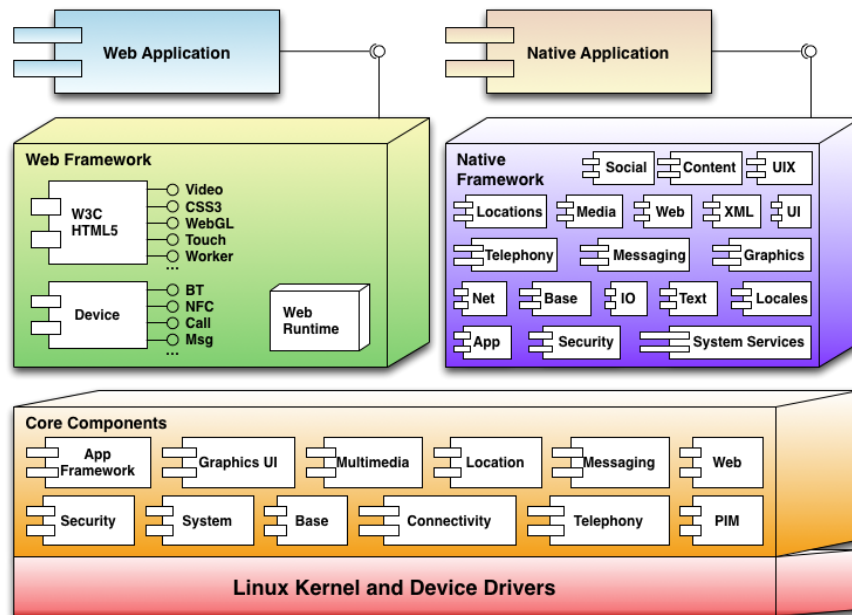 Web Application
Native Application
Web Framework
W3C
HTML5
Video
CSS3
WebGL
Touch
Worker
...
Device
BT
NFC
Call
Msg
...
Web
Runtime
Native
Framework
Social
Content
UIX
Locations
Media
Web
XML
UI
Telephony
Messaging
Graphics
Net
Base
IO
Text
Locales
App
Security
System Services
Core Components
App
Framework
Graphics UI
Multimedia
Location
Messaging
Web
Security
System
Base
Connectivity
Telephony
PIM
Linux Kernel and Device Drivers